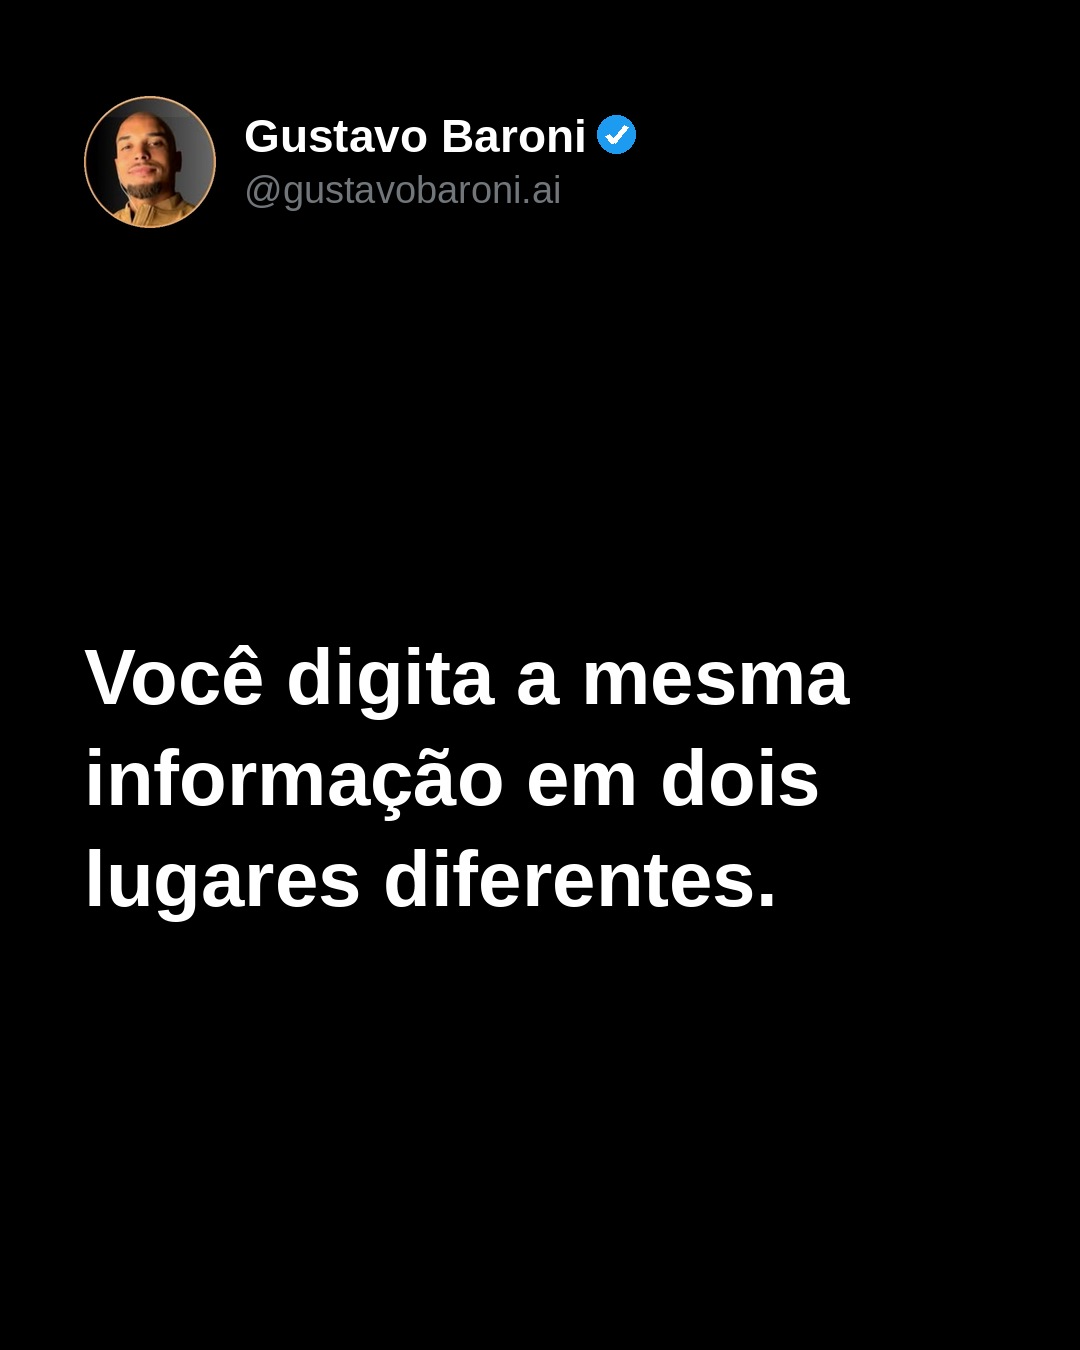 Gustavo Baroni
@gustavobaroni.ai
Você digita a mesma
informação em dois
lugares diferentes.